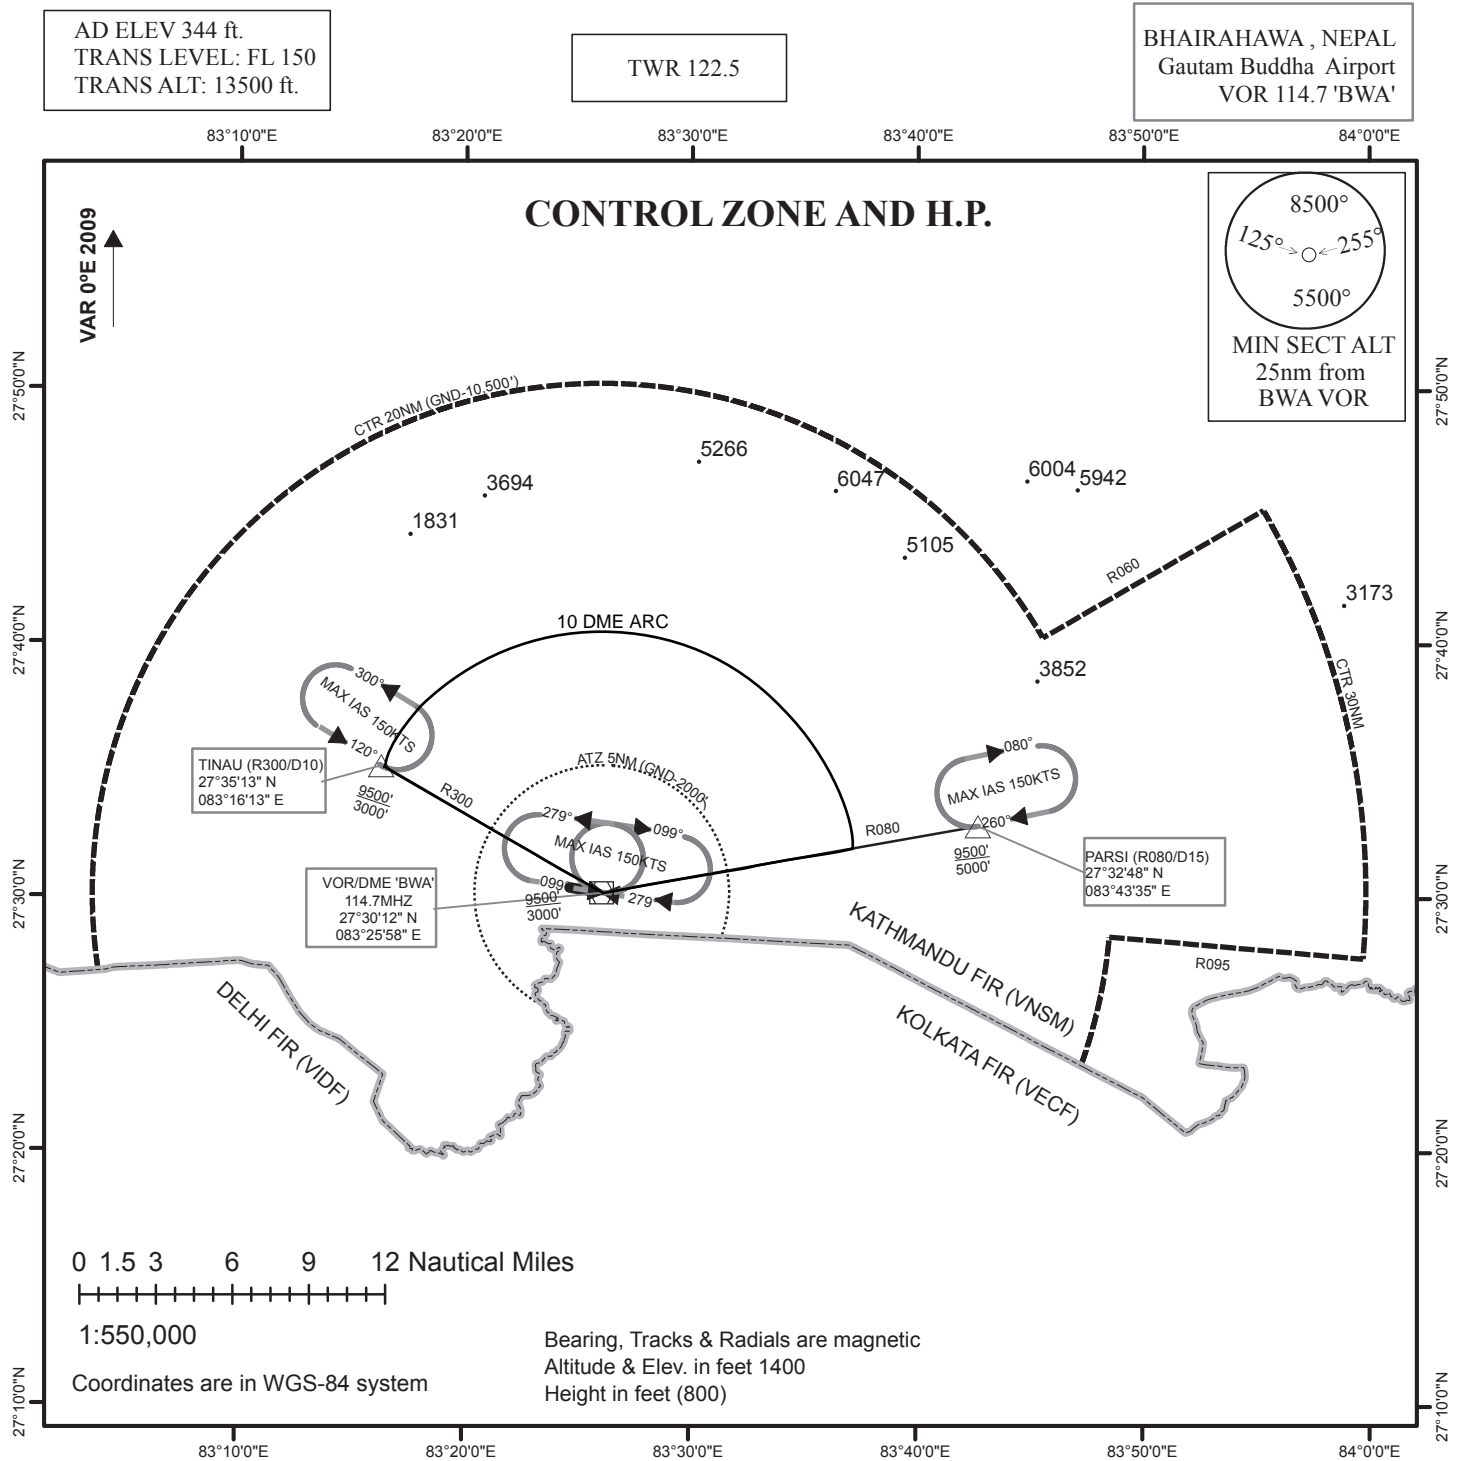 AD ELEV 344 ft.
TRANS LEVEL: FL 150
TRANS ALT: 13500 ft.
TWR 122.5
BHAIRAHAWA , NEPAL
Gautam Buddha Airport
VOR 114.7 'BWA'
83°10'0"E
83°20'0"E
83°30'0"E
83°40'0"E
83°50'0"E
84°0'0"E
CONTROL ZONE AND H.P.
VAR 0°E 2009
8500°
125°
255°
5500°
MIN SECT ALT
25nm from
BWA VOR
27°50'0"N
27°50'0"N
CTR 20NM (GND-10,500')
5266
6004
5942
6047
3694
1831
5105
R060
3173
27°40'0"N
27°40'0"N
10 DME ARC
3852
CTR 30NM
300°
MAX IAS 150KTS
120°
TINAU (R300/D10)
27°35'13" N
083°16'13" E
9500'
3000'
R300
ATZ 5NM (GND-2000')
080°
MAX IAS 150KTS
260°
R080
9500'
5000'
PARSI (R080/D15)
27°32'48" N
083°43'35" E
279°
099°
MAX IAS 150KTS
099°
279°
9500'
3000'
VOR/DME 'BWA'
114.7MHZ
27°30'12" N
083°25'58" E
27°30'0"N
27°30'0"N
KATHMANDU FIR (VNSM)
KOLKATA FIR (VECF)
R095
DELHI FIR (VIDF)
27°20'0"N
27°20'0"N
0 1.5 3 6 9 12 Nautical Miles
1:550,000
Coordinates are in WGS-84 system
Bearing, Tracks & Radials are magnetic
Altitude & Elev. in feet 1400
Height in feet (800)
27°10'0"N
27°10'0"N
83°10'0"E
83°20'0"E
83°30'0"E
83°40'0"E
83°50'0"E
84°0'0"E